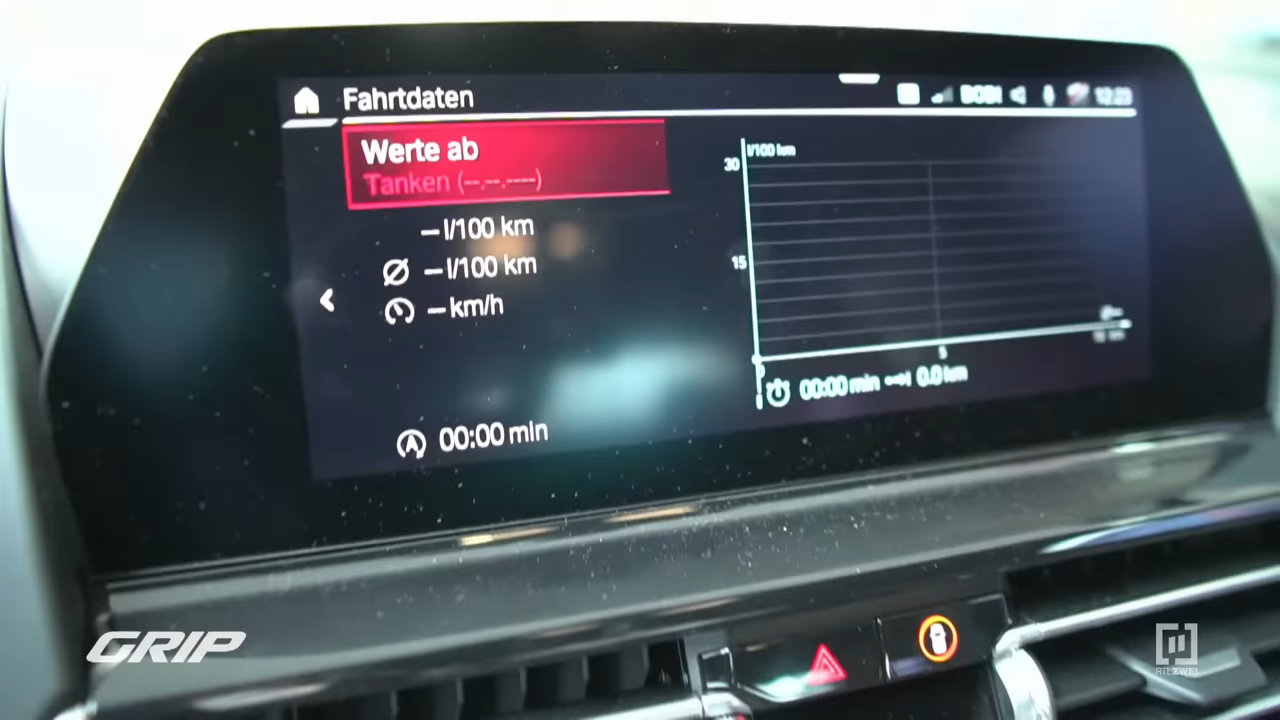 Fahrtdaten
12:23
Werte ab
Tanken (--.--.----)
– l/100 km
Ø – l/100 km
– km/h
A 00:00 min
l/100 km
30
15
5
00:00 min 0.0 km
GRIP
RTLZWEI